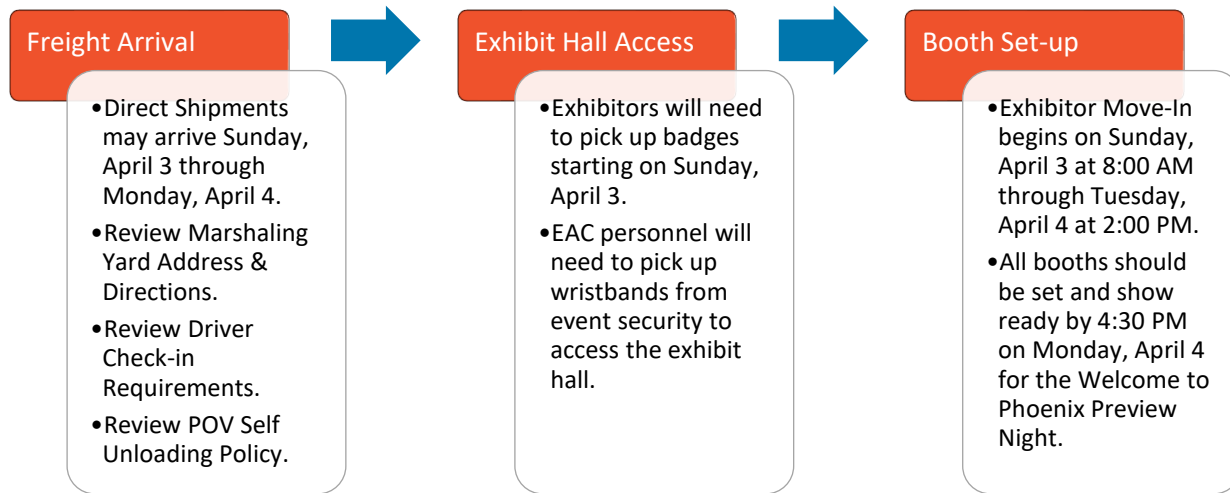 Freight Arrival
•Direct Shipments
may arrive Sunday,
April 3 through
Monday, April 4.
•Review Marshaling
Yard Address &
Directions.
•Review Driver
Check-in
Requirements.
•Review POV Self
Unloading Policy.
Exhibit Hall Access
•Exhibitors will need
to pick up badges
starting on Sunday,
April 3.
•EAC personnel will
need to pick up
wristbands from
event security to
access the exhibit
hall.
Booth Set-up
•Exhibitor Move-In
begins on Sunday,
April 3 at 8:00 AM
through Tuesday,
April 4 at 2:00 PM.
•All booths should
be set and show
ready by 4:30 PM
on Monday, April 4
for the Welcome to
Phoenix Preview
Night.